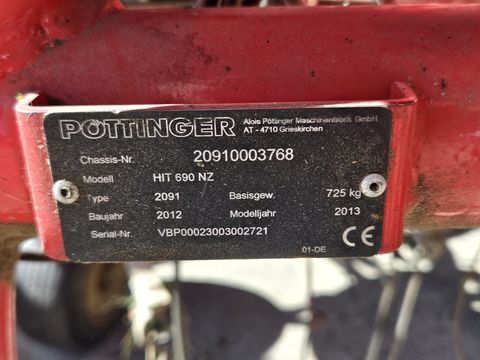 PÖTTINGER Alois Pöttinger Maschinenfabrik GmbH
AT - 4710 Grieskirchen
Chassis-Nr. 20910003768
Modell HIT 690 NZ
Type 2091 Basisgew. 725 kg
Baujahr 2012 Modelljahr 2013
Serial-Nr. VBP00023003002721
01-DE CE